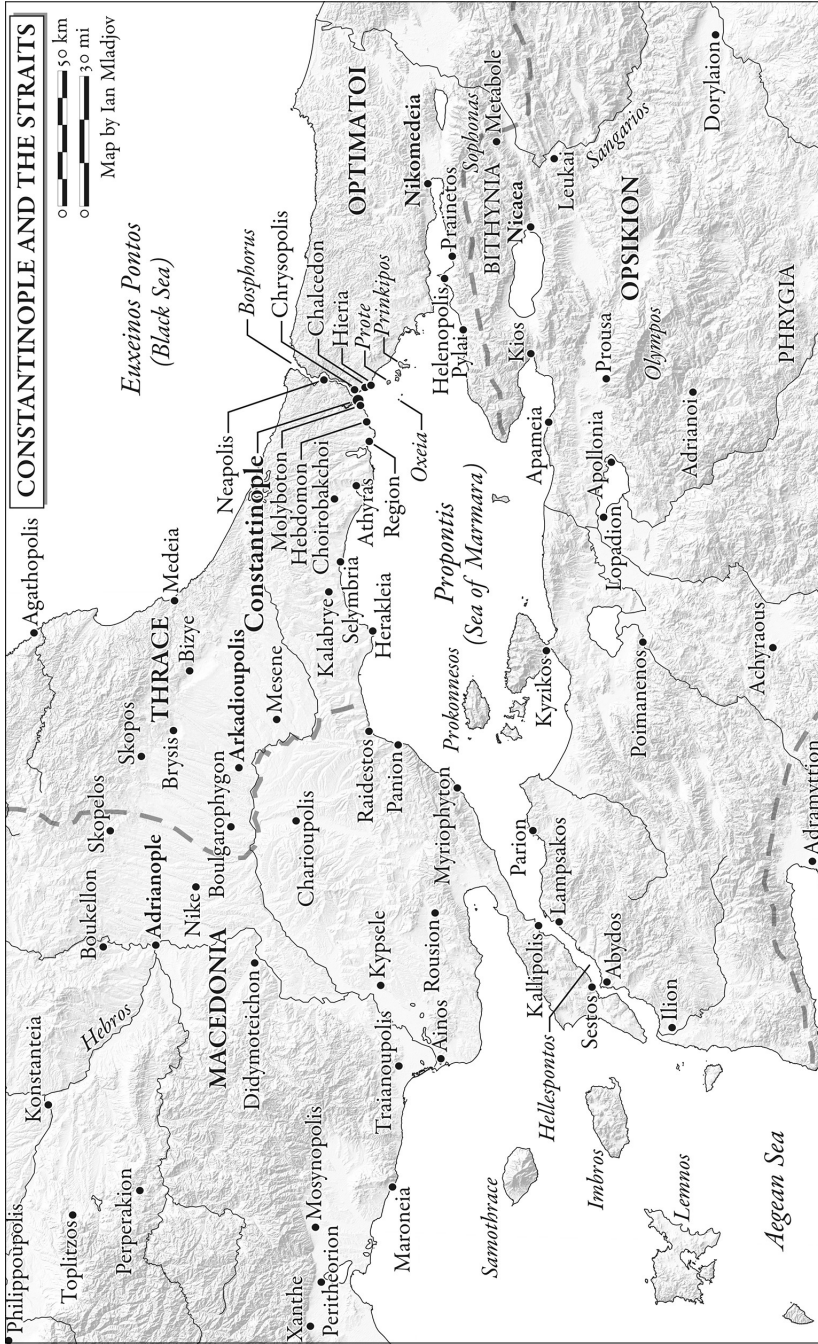 CONSTANTINOPLE AND THE STRAITS
0 50 km
0 30 mi
Map by Ian Mladjov
Euxeinos Pontos
(Black Sea)
Philippoupolis
Konstanteia
Toplitzos
Perperakion
Hebros
Boukellon
Adrianople
Skopelos
Skopos
Agathopolis
Medeia
THRACE
Bizye
Brysis
Nike
Boulgarophygon
Arkadioupolis
Mesene
MACEDONIA
Didymoteichon
Charioupolis
Xanthe
Mosynopolis
Peritheorion
Maroneia
Traianoupolis
Kypsele
Ainos
Rousion
Raidestos
Panion
Myriophyton
Kalabrye
Selymbria
Herakleia
Neapolis
Constantinople
Molyboton
Hebdomon
Choirobakchoi
Athyras
Region
Bosphorus
Chrysopolis
Chalcedon
Hieria
Prote
Prinkipos
Oxeia
OPTIMATOI
Nikomedeia
Sophonas
Metabole
Prainetos
Helenopolis
Pylai
BITHYNIA
Nicaea
Leukai
Sangarios
Dorylaion
Propontis
(Sea of Marmara)
Prokonnesos
Kyzikos
Kios
Apameia
Prousa
Olympos
OPSIKION
Apollonia
Lopadion
Adrianoi
PHRYGIA
Poimanenos
Achyraous
Adramyttion
Parion
Lampsakos
Kallipolis
Hellespontos
Sestos
Abydos
Ilion
Samothrace
Imbros
Lemnos
Aegean Sea